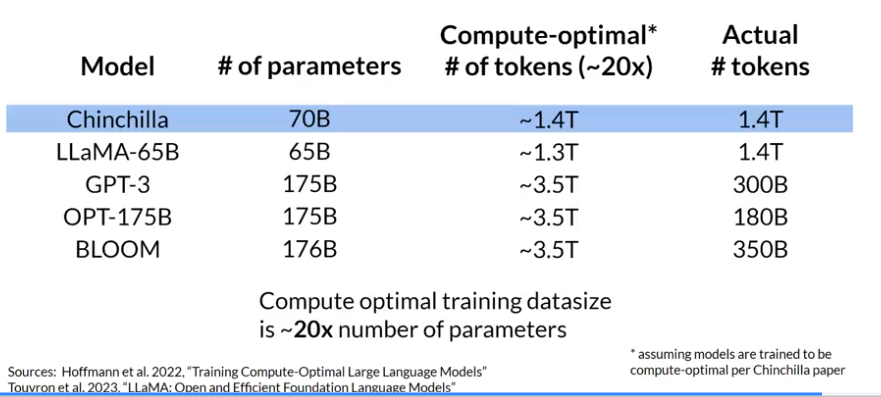 Model # of parameters Compute-optimal* # of tokens (~20x) Actual # tokens
Chinchilla 70B ~1.4T 1.4T
LLaMA-65B 65B ~1.3T 1.4T
GPT-3 175B ~3.5T 300B
OPT-175B 175B ~3.5T 180B
BLOOM 176B ~3.5T 350B
Compute optimal training datasize
is ~20x number of parameters
* assuming models are trained to be
compute-optimal per Chinchilla paper
Sources: Hoffmann et al. 2022, “Training Compute-Optimal Large Language Models”
Touvron et al. 2023, “LLaMA: Open and Efficient Foundation Language Models”